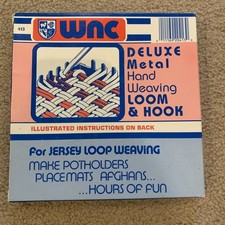 WNC
413
DELUXE
Metal
Hand
Weaving
LOOM
& HOOK
ILLUSTRATED INSTRUCTIONS ON BACK
For JERSEY LOOP WEAVING
MAKE POTHOLDERS
PLACEMATS AFGHANS...
...HOURS OF FUN